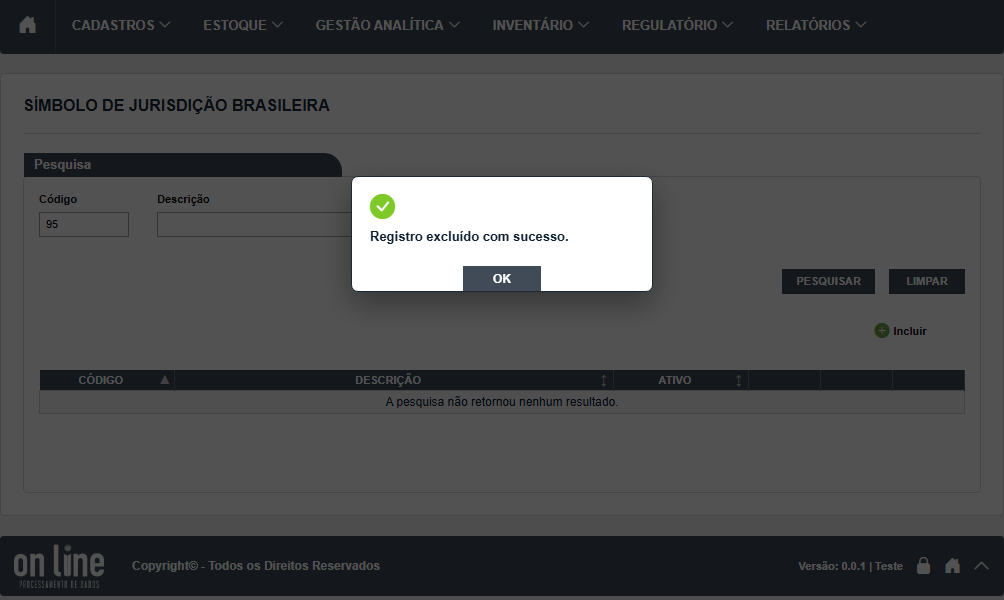 CADASTROS ESTOQUE GESTÃO ANALÍTICA INVENTÁRIO REGULATÓRIO RELATÓRIOS
SÍMBOLO DE JURISDIÇÃO BRASILEIRA
Pesquisa
Código Descrição
95
Registro excluído com sucesso.
OK
PESQUISAR LIMPAR
Incluir
CÓDIGO DESCRIÇÃO ATIVO
A pesquisa não retornou nenhum resultado.
on line
PROCESSAMENTO DE DADOS
Copyright© - Todos os Direitos Reservados
Versão: 0.0.1 | Teste